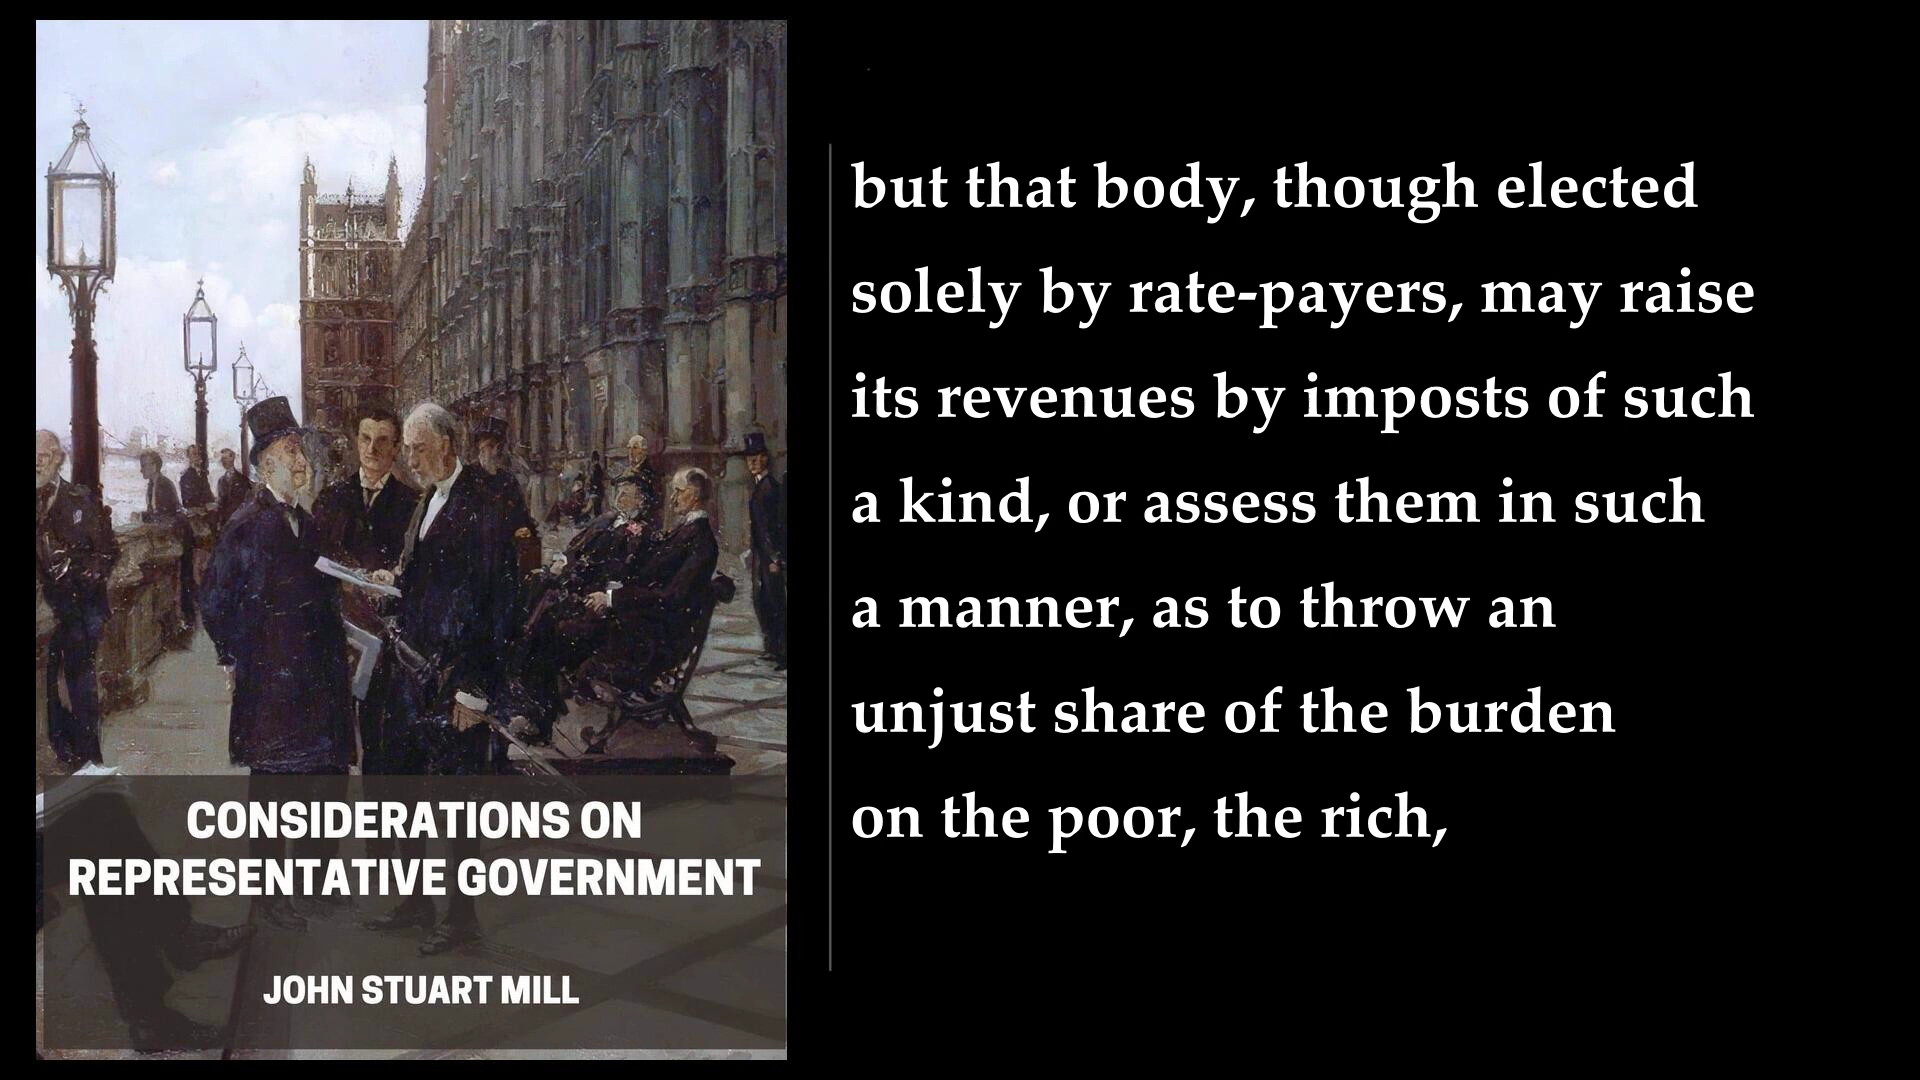 but that body, though elected
solely by rate-payers, may raise
its revenues by imposts of such
a kind, or assess them in such
a manner, as to throw an
unjust share of the burden
on the poor, the rich,
CONSIDERATIONS ON
REPRESENTATIVE GOVERNMENT
JOHN STUART MILL